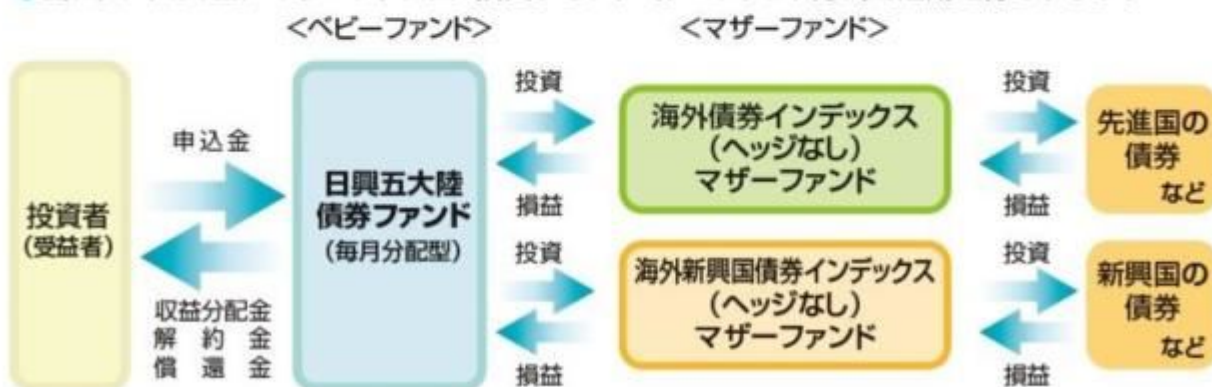 ＜ベビーファンド＞
＜マザーファンド＞
投資者
(受益者)
申込金
収益分配金
解約金
償還金
日興五大陸
債券ファンド
(毎月分配型)
投資
損益
投資
損益
海外債券インデックス
(ヘッジなし)
マザーファンド
海外新興国債券インデックス
(ヘッジなし)
マザーファンド
投資
損益
投資
損益
先進国の
債券
など
新興国の
債券
など